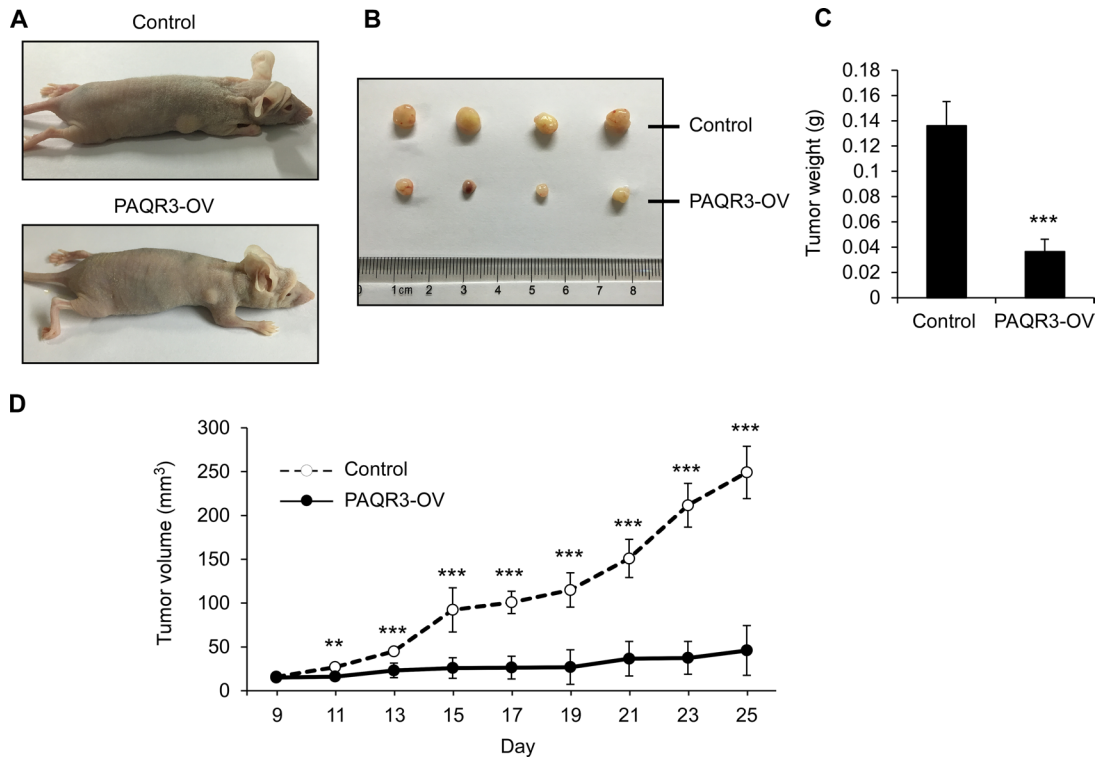 A
Control
PAQR3-OV
B
Control
PAQR3-OV
0 1cm 2 3 4 5 6 7 8
C
Tumor weight (g)
0.18
0.16
0.14
0.12
0.10
0.08
0.06
0.04
0.02
0
***
Control PAQR3-OV
D
Tumor volume (mm³)
300
250
200
150
100
50
0
Control
PAQR3-OV
** *** *** *** *** *** *** ***
9 11 13 15 17 19 21 23 25
Day